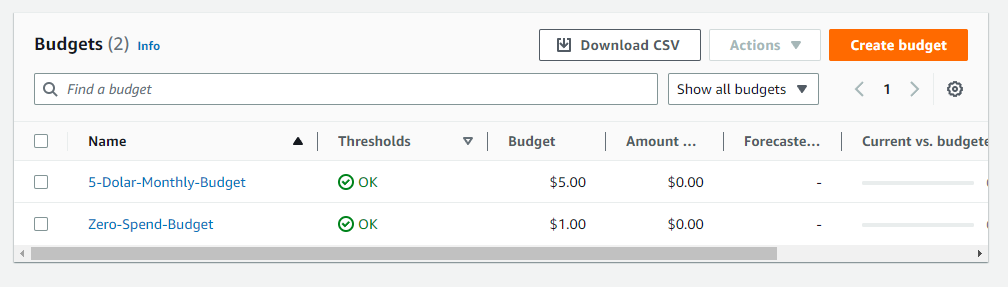 Budgets (2) Info
Download CSV
Actions
Create budget
Find a budget
Show all budgets
1
Name Thresholds Budget Amount ... Forecaste... Current vs. budgete
5-Dolar-Monthly-Budget OK $5.00 $0.00 -
Zero-Spend-Budget OK $1.00 $0.00 -